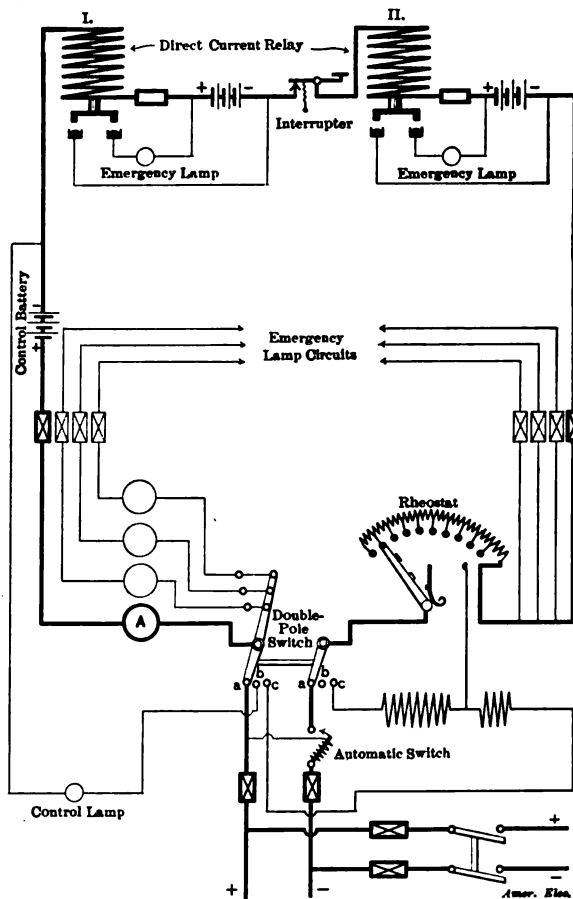 I.
II.
Direct Current Relay
+
-
+
-
Interrupter
Emergency Lamp
Emergency Lamp
-
Control Battery
+
Emergency
Lamp Circuits
Rheostat
A
Double-
Pole
Switch
a
b
c
a
b
c
Automatic Switch
Control Lamp
+
-
+
-
Amer. Elec.